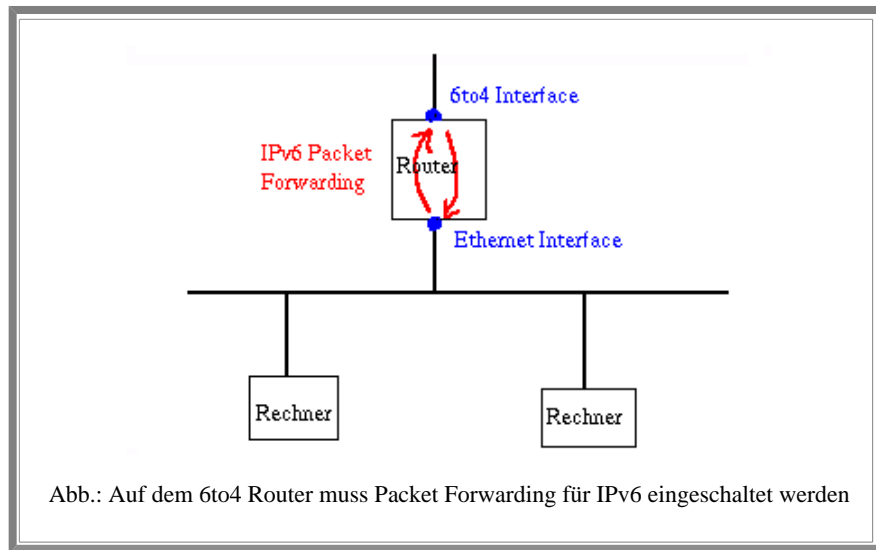 6to4 Interface
IPv6 Packet
Forwarding
Router
Ethernet Interface
Rechner
Rechner
Abb.: Auf dem 6to4 Router muss Packet Forwarding für IPv6 eingeschaltet werden